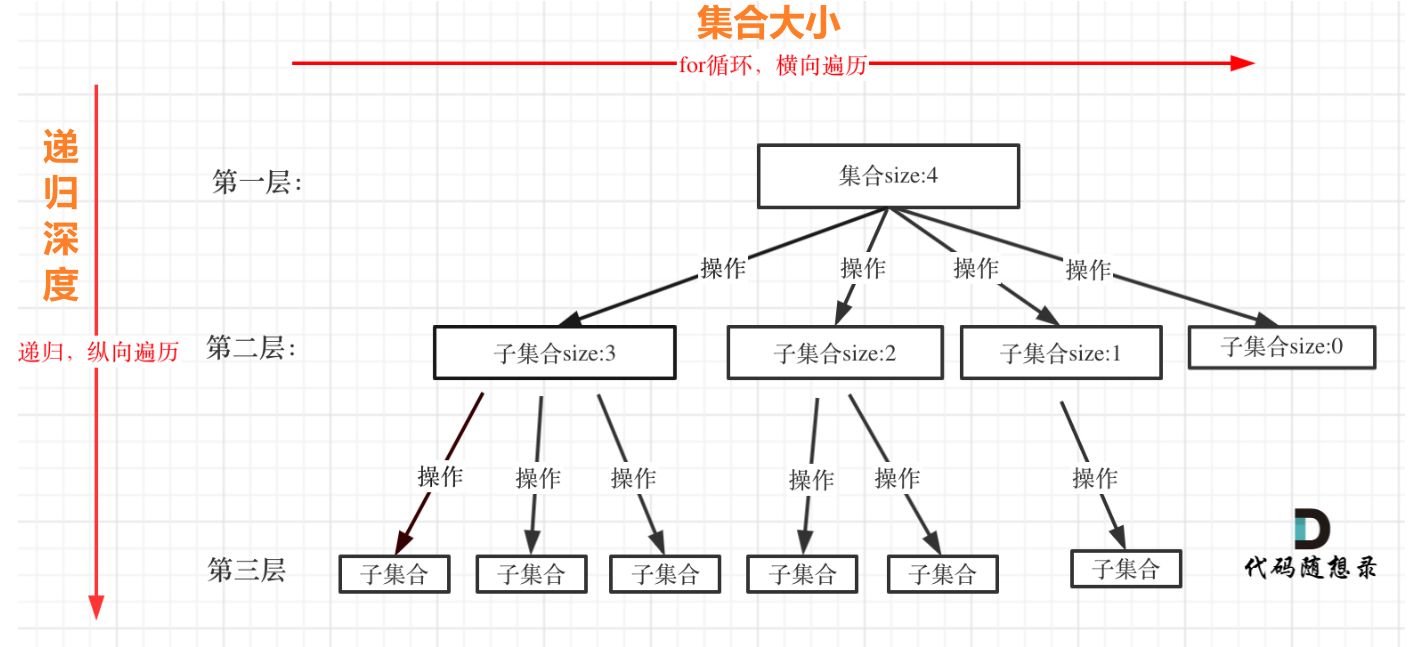 集合大小
for循环，横向遍历
递归深度
第一层：
集合size:4
操作 操作 操作 操作
递归，纵向遍历
第二层：
子集合size:3 子集合size:2 子集合size:1 子集合size:0
操作 操作 操作 操作 操作 操作
第三层
子集合 子集合 子集合 子集合 子集合 子集合
代码随想录